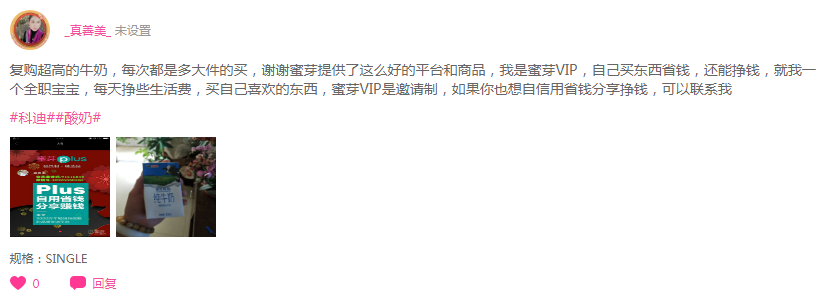 _真善美_ 未设置
复购超高的牛奶，每次都是多大件的买，谢谢蜜芽提供了这么好的平台和商品，我是蜜芽VIP，自己买东西省钱，还能挣钱，就我一
个全职宝宝，每天挣些生活费，买自己喜欢的东西，蜜芽VIP是邀请制，如果你也想自信用省钱分享挣钱，可以联系我
#科迪##酸奶#
蜜芽plus
Plus
自用省钱
分享赚钱
纯牛奶
规格：SINGLE
0 回复